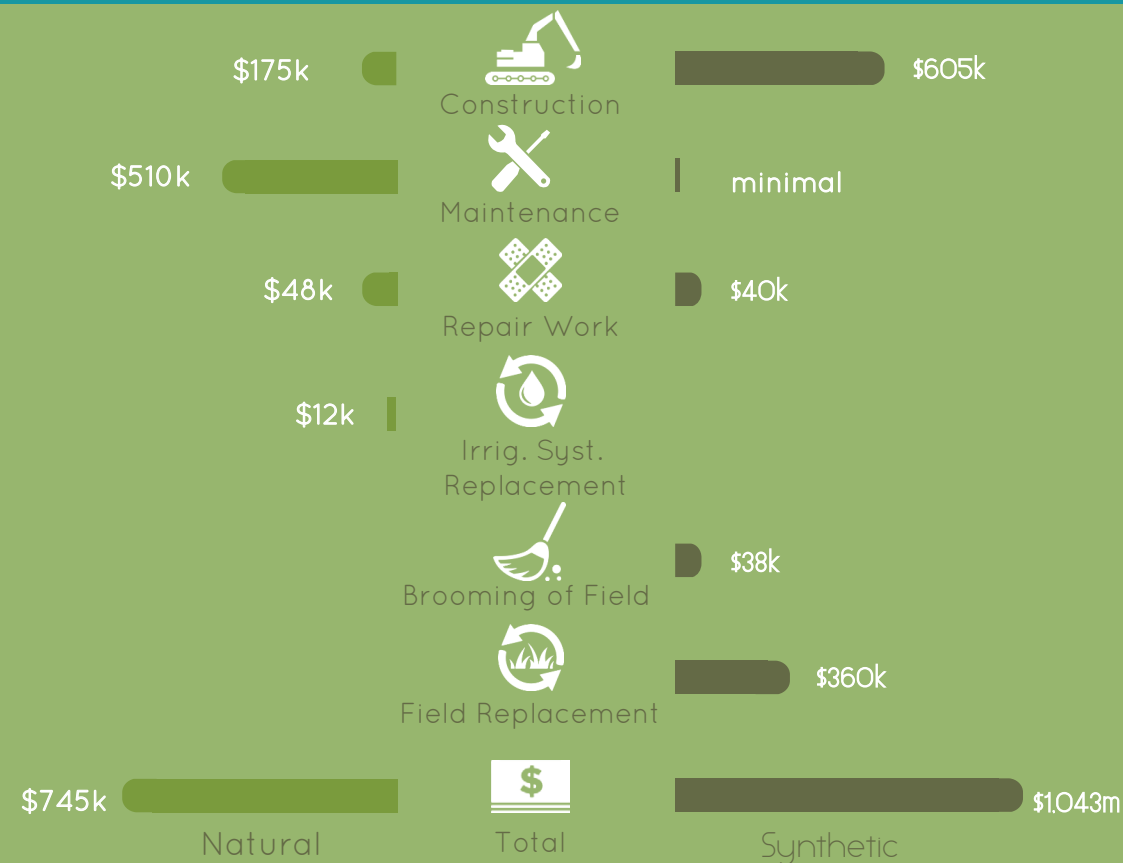 $175k
$605k
Construction
$510k
minimal
Maintenance
$48k
$40k
Repair Work
$12k
Irrig. Syst.
Replacement
$38k
Brooming of Field
$360k
Field Replacement
$
$745k
$1.043m
Natural
Total
Synthetic